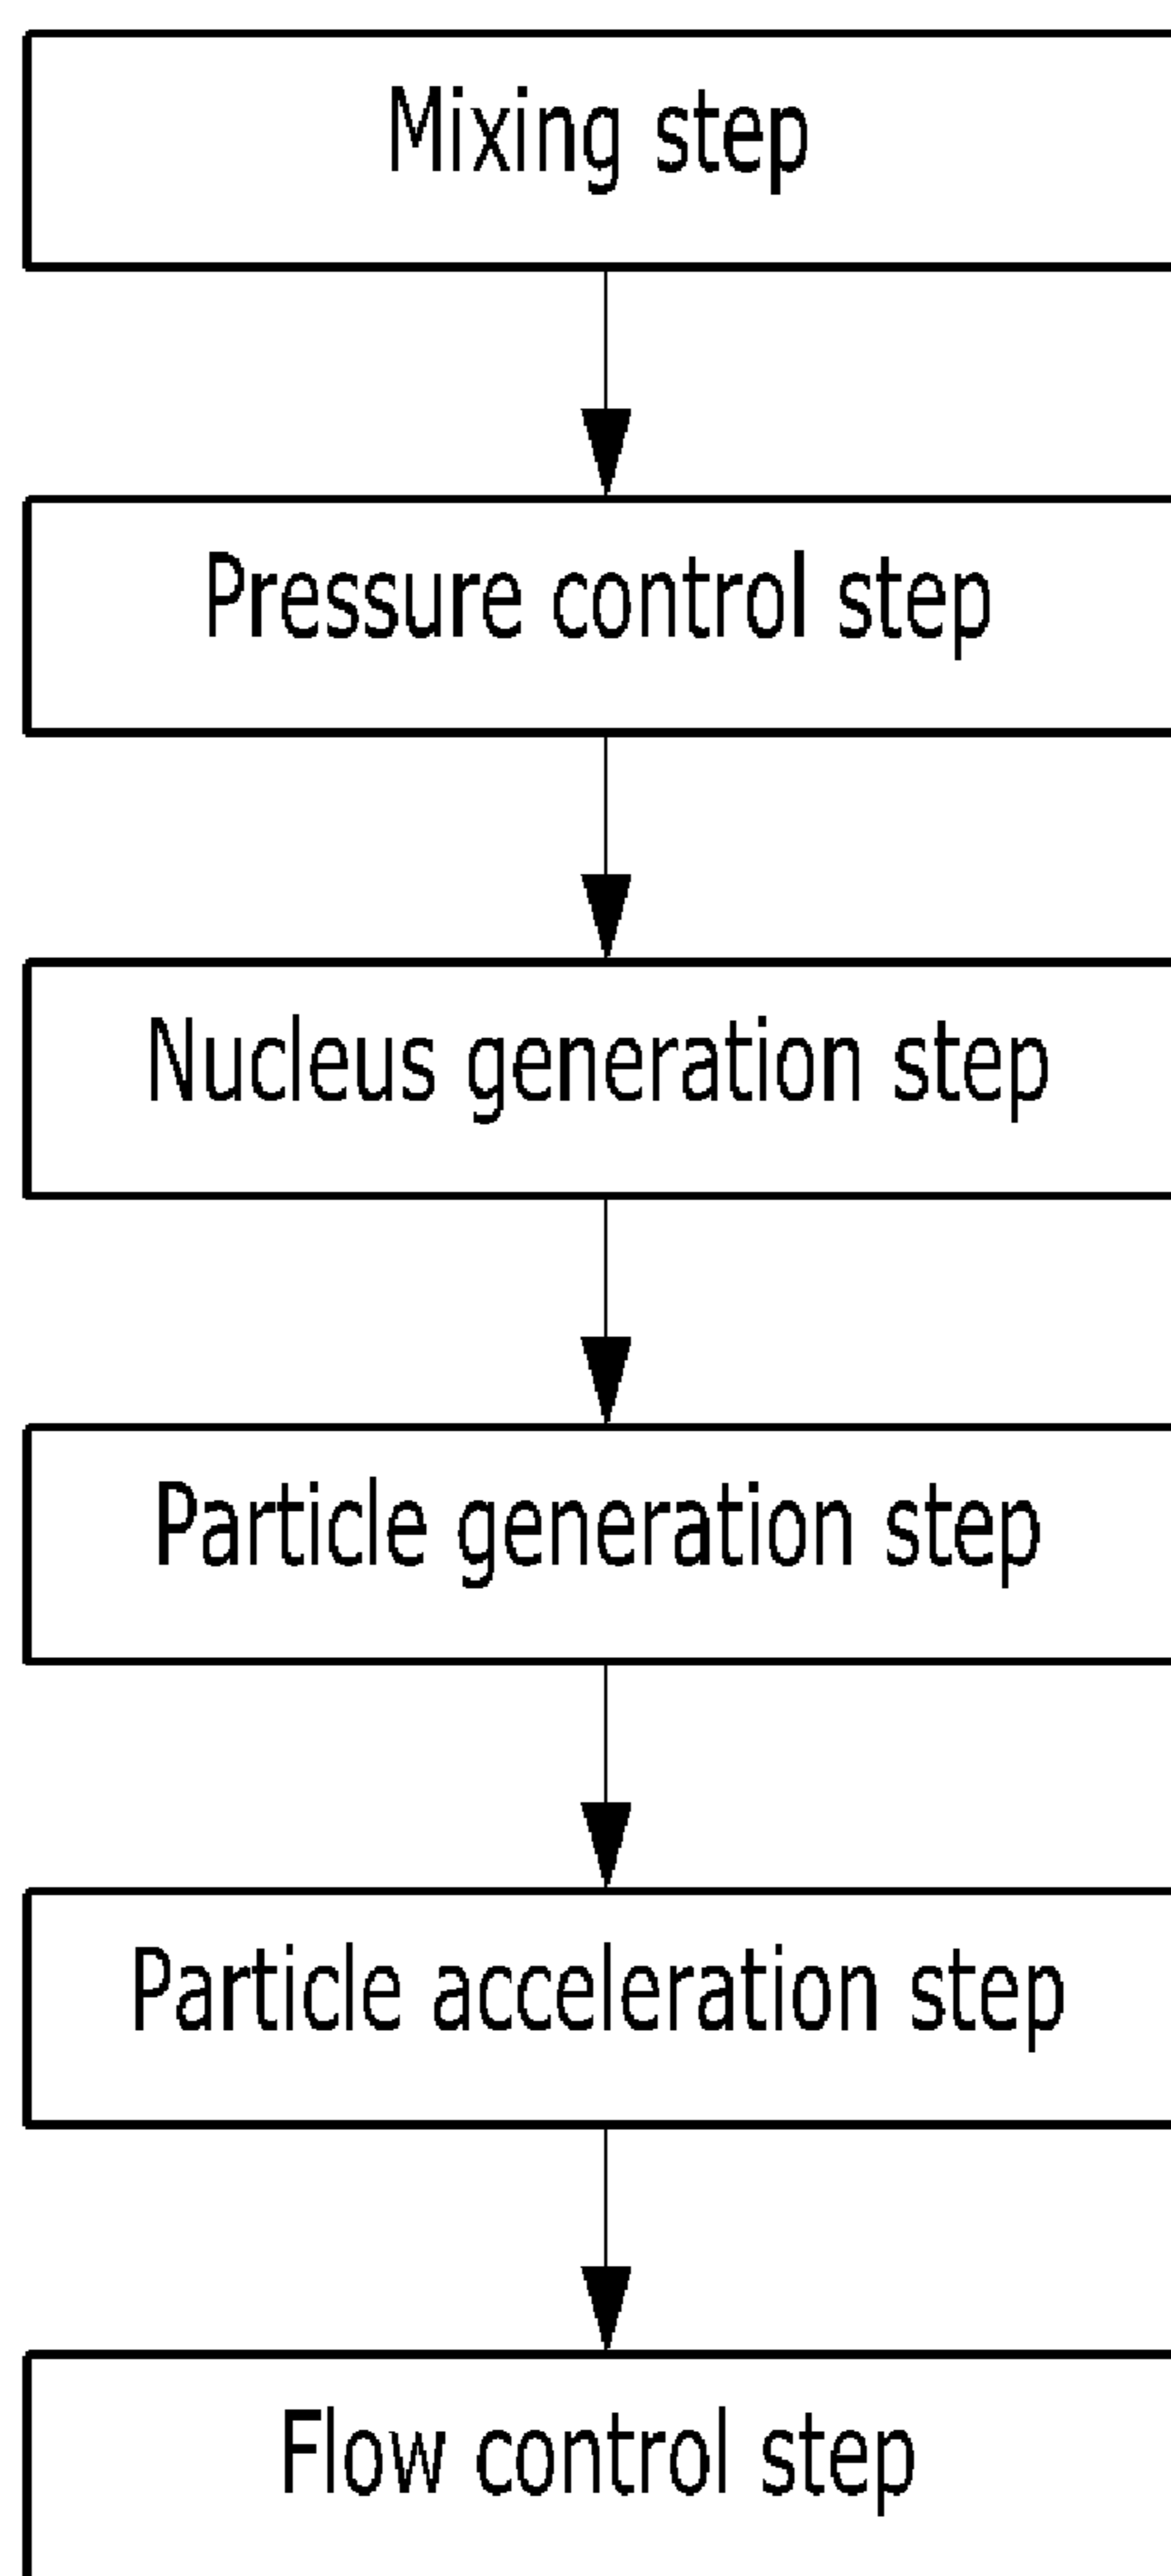 Mixing step
Pressure control step
Nucleus generation step
Particle generation step
Particle acceleration step
Flow control step